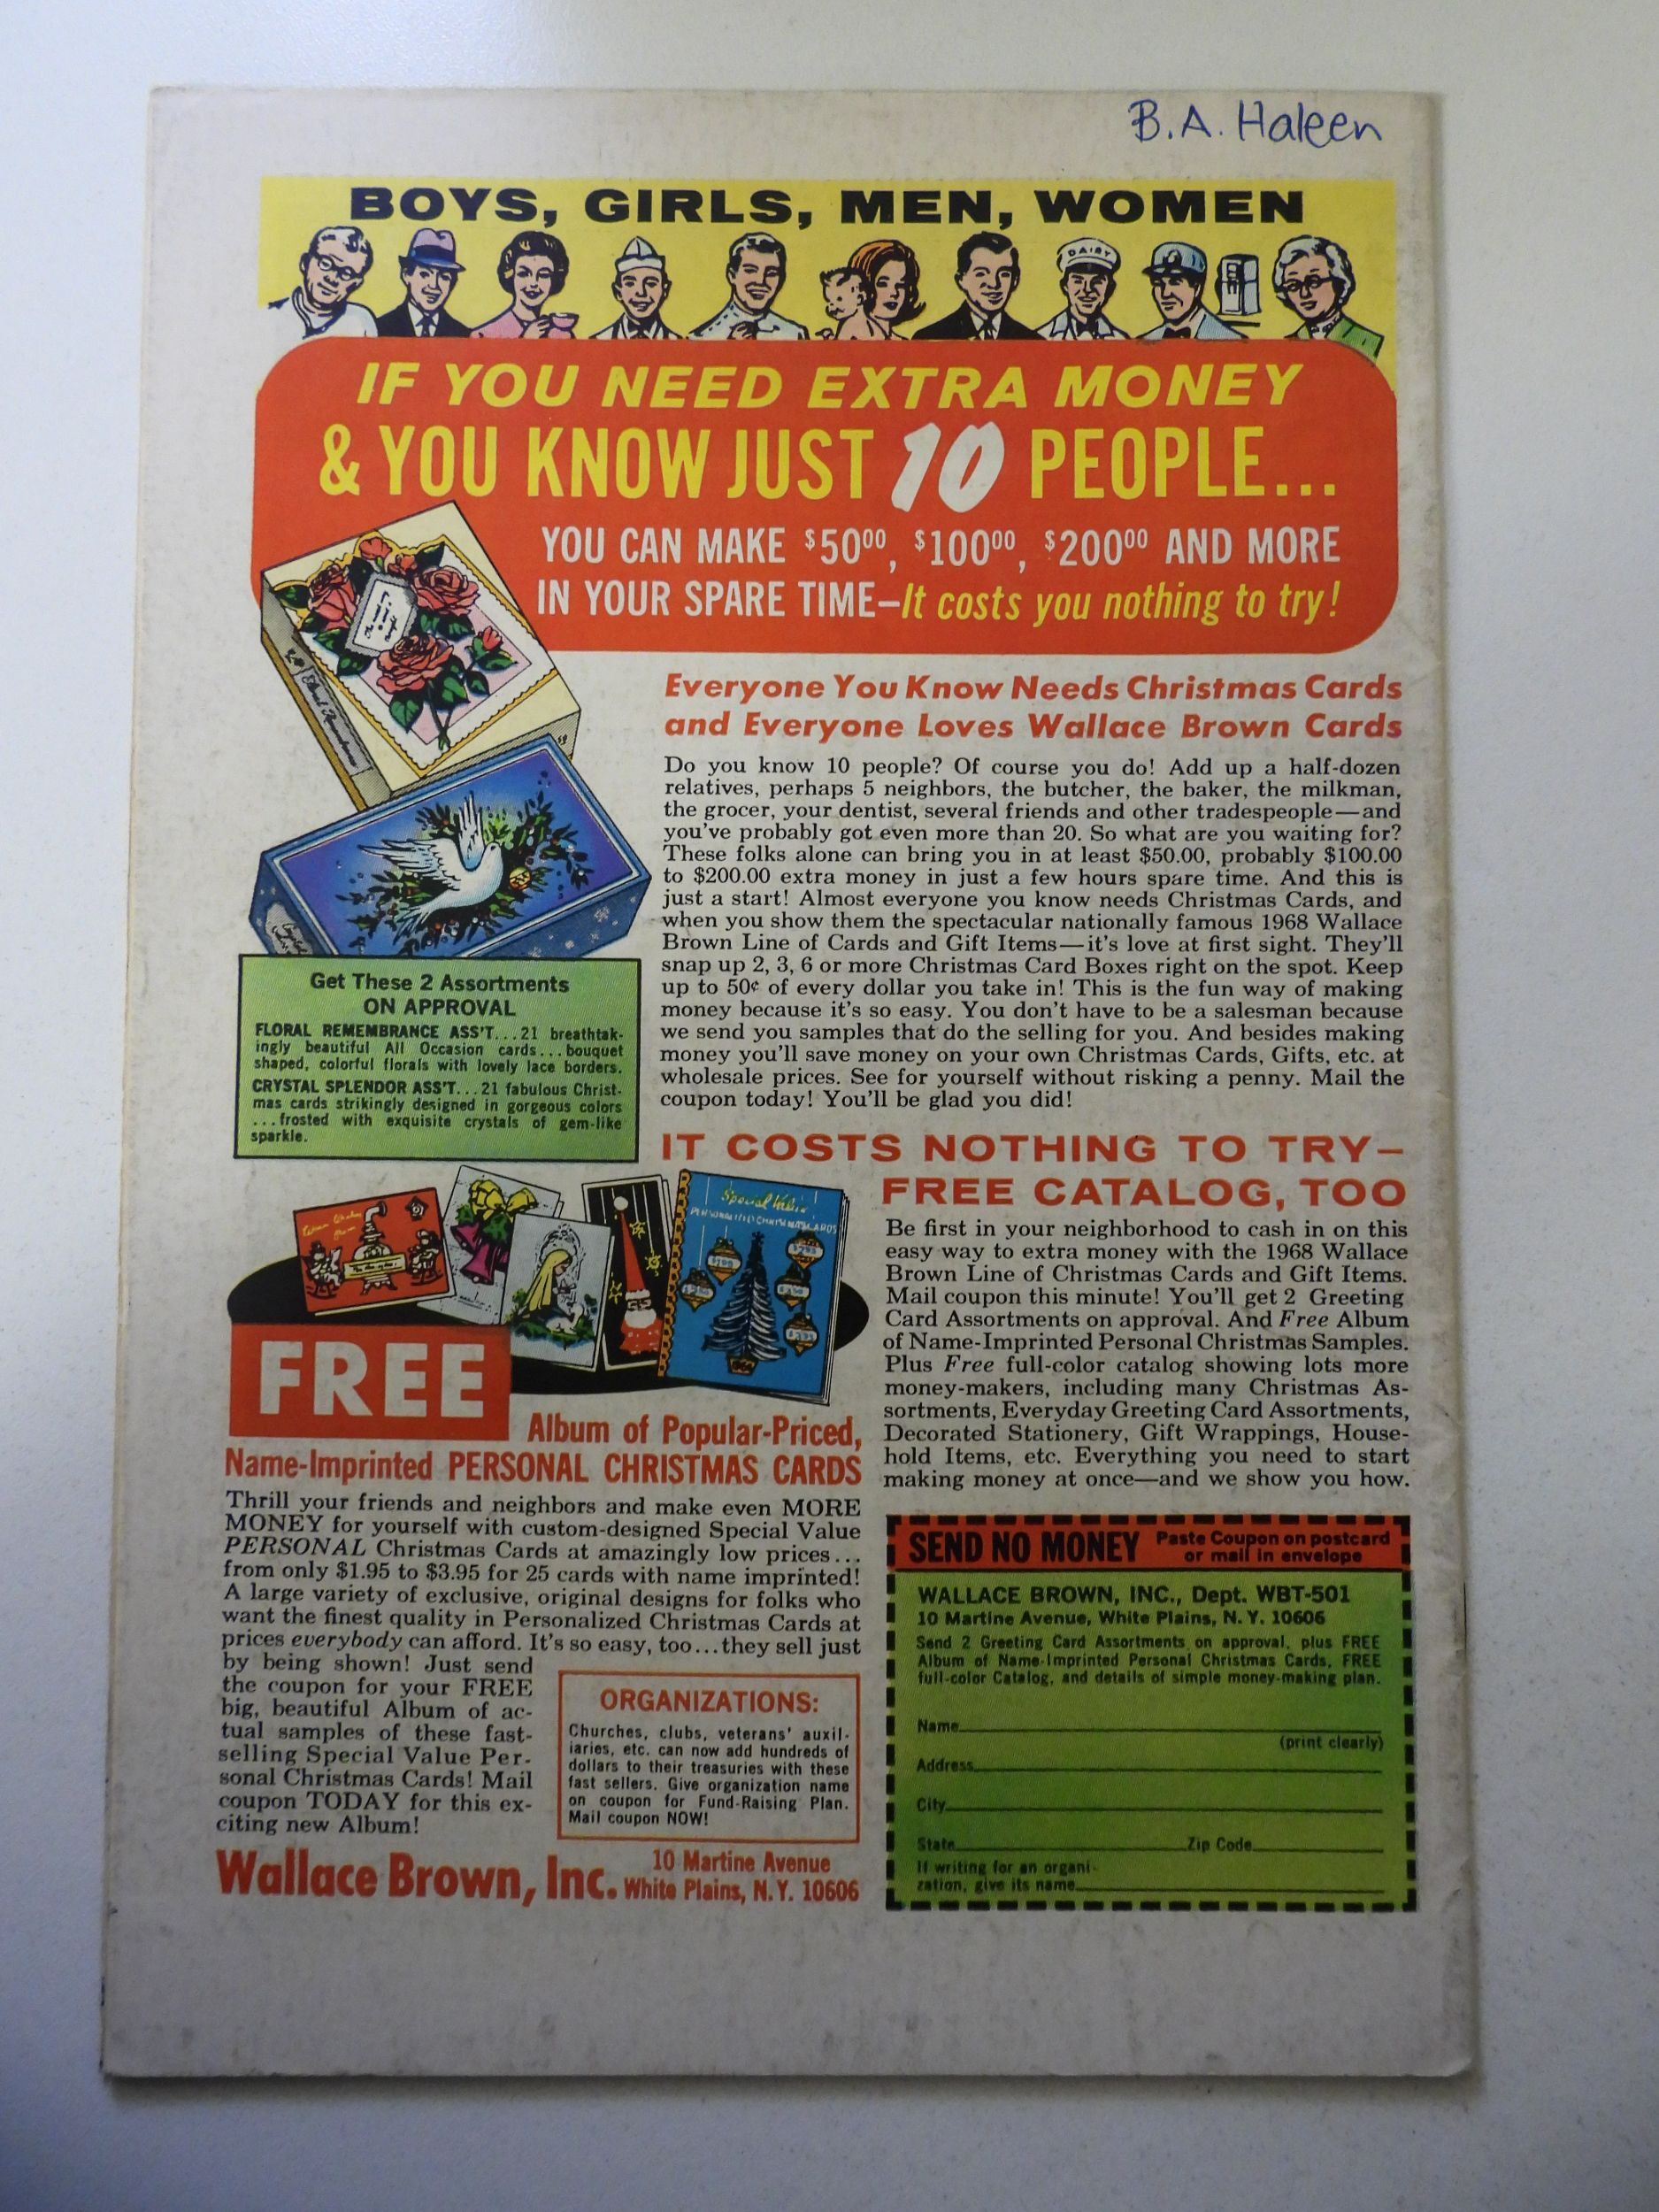 B.A. Haleen
BOYS, GIRLS, MEN, WOMEN
DAIRY
IF YOU NEED EXTRA MONEY
& YOU KNOW JUST 10 PEOPLE...
YOU CAN MAKE $50⁰⁰, $100⁰⁰, $200⁰⁰ AND MORE
IN YOUR SPARE TIME—It costs you nothing to try!
Everyone You Know Needs Christmas Cards
and Everyone Loves Wallace Brown Cards
Do you know 10 people? Of course you do! Add up a half-dozen
relatives, perhaps 5 neighbors, the butcher, the baker, the milkman,
the grocer, your dentist, several friends and other tradespeople—and
you've probably got even more than 20. So what are you waiting for?
These folks alone can bring you in at least $50.00, probably $100.00
to $200.00 extra money in just a few hours spare time. And this is
just a start! Almost everyone you know needs Christmas Cards, and
when you show them the spectacular nationally famous 1968 Wallace
Brown Line of Cards and Gift Items—it's love at first sight. They'll
snap up 2, 3, 6 or more Christmas Card Boxes right on the spot. Keep
up to 50¢ of every dollar you take in! This is the fun way of making
money because it's so easy. You don't have to be a salesman because
we send you samples that do the selling for you. And besides making
money you'll save money on your own Christmas Cards, Gifts, etc. at
wholesale prices. See for yourself without risking a penny. Mail the
coupon today! You'll be glad you did!
Get These 2 Assortments
ON APPROVAL
FLORAL REMEMBRANCE ASS'T...21 breathtak-
ingly beautiful All Occasion cards...bouquet
shaped, colorful florals with lovely lace borders.
CRYSTAL SPLENDOR ASS'T...21 fabulous Christ-
mas cards strikingly designed in gorgeous colors
...frosted with exquisite crystals of gem-like
sparkle.
IT COSTS NOTHING TO TRY—
FREE CATALOG, TOO
Be first in your neighborhood to cash in on this
easy way to extra money with the 1968 Wallace
Brown Line of Christmas Cards and Gift Items.
Mail coupon this minute! You'll get 2 Greeting
Card Assortments on approval. And Free Album
of Name-Imprinted Personal Christmas Samples.
Plus Free full-color catalog showing lots more
money-makers, including many Christmas As-
sortments, Everyday Greeting Card Assortments,
Decorated Stationery, Gift Wrappings, House-
hold Items, etc. Everything you need to start
making money at once—and we show you how.
Special Value
PERSONALIZED CHRISTMAS CARDS
FREE
Album of Popular-Priced,
Name-Imprinted PERSONAL CHRISTMAS CARDS
Thrill your friends and neighbors and make even MORE
MONEY for yourself with custom-designed Special Value
PERSONAL Christmas Cards at amazingly low prices...
from only $1.95 to $3.95 for 25 cards with name imprinted!
A large variety of exclusive, original designs for folks who
want the finest quality in Personalized Christmas Cards at
prices everybody can afford. It's so easy, too...they sell just
by being shown! Just send
the coupon for your FREE
big, beautiful Album of ac-
tual samples of these fast-
selling Special Value Per-
sonal Christmas Cards! Mail
coupon TODAY for this ex-
citing new Album!
ORGANIZATIONS:
Churches, clubs, veterans' auxil-
iaries, etc. can now add hundreds of
dollars to their treasuries with these
fast sellers. Give organization name
on coupon for Fund-Raising Plan.
Mail coupon NOW!
Wallace Brown, Inc. 10 Martine Avenue
White Plains, N.Y. 10606
SEND NO MONEY Paste Coupon on postcard
or mail in envelope
WALLACE BROWN, INC., Dept. WBT-501
10 Martine Avenue, White Plains, N. Y. 10606
Send 2 Greeting Card Assortments on approval, plus FREE
Album of Name-Imprinted Personal Christmas Cards, FREE
full-color Catalog, and details of simple money-making plan.
Name
(print clearly)
Address
City
State Zip Code
If writing for an organi-
zation, give its name